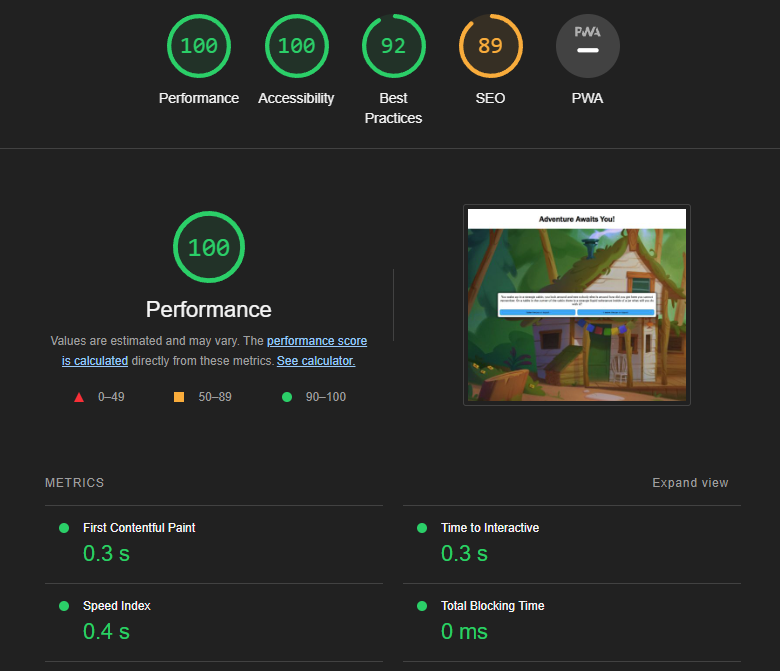 100
100
92
89
PWA
Performance
Accessibility
Best
Practices
SEO
PWA
100
Performance
Values are estimated and may vary. The performance score
is calculated directly from these metrics. See calculator.
0–49
50–89
90–100
Adventure Awaits You!
METRICS
Expand view
First Contentful Paint
0.3 s
Time to Interactive
0.3 s
Speed Index
0.4 s
Total Blocking Time
0 ms